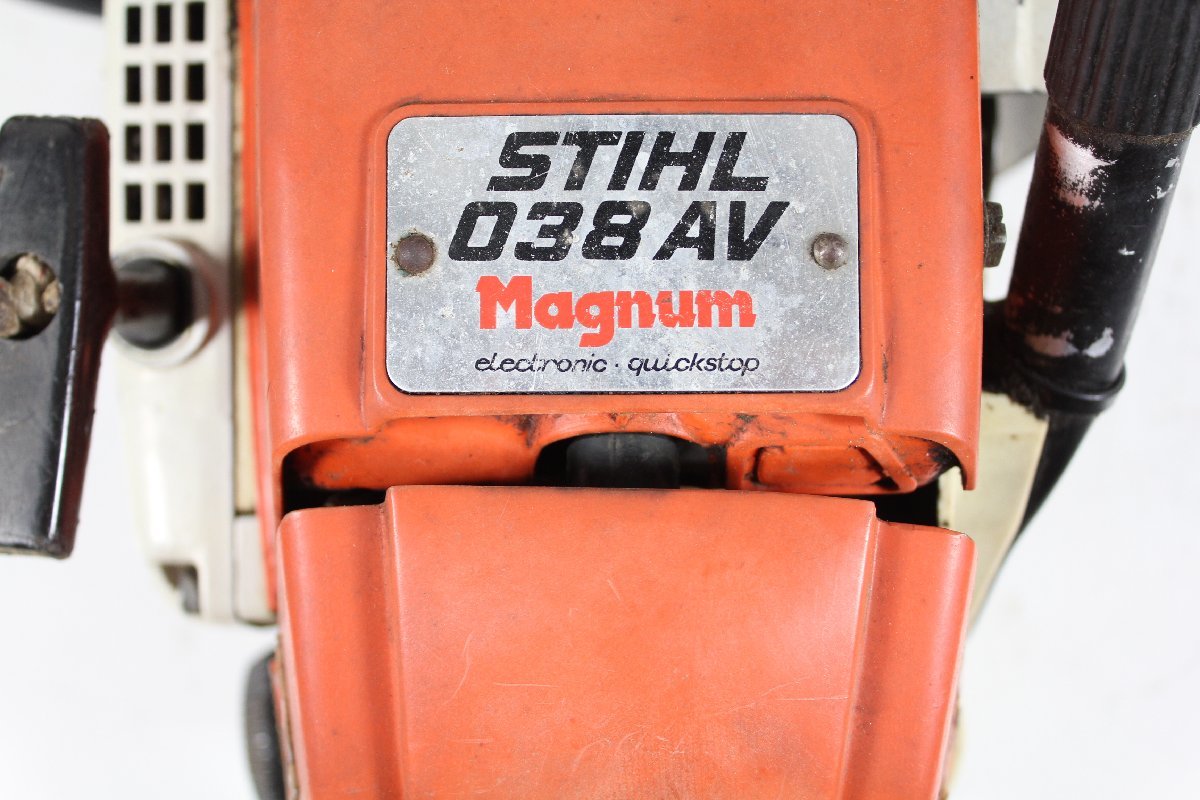 STIHL
038 AV
Magnum
electronic · quickstop